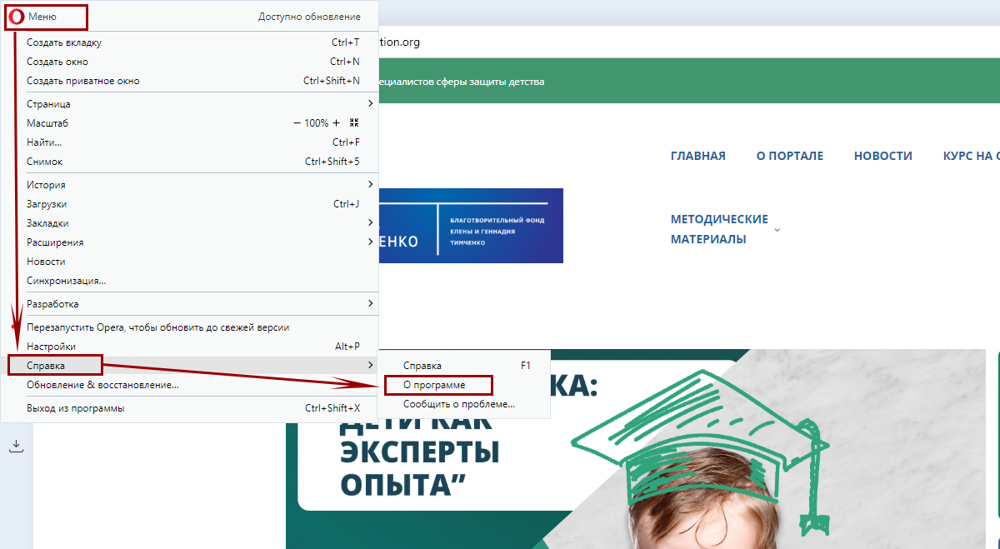 Меню
Доступно обновление
Создать вкладку Ctrl+T
Создать окно Ctrl+N
Создать приватное окно Ctrl+Shift+N
Страница
Масштаб − 100% +
Найти... Ctrl+F
Снимок Ctrl+Shift+5
История
Загрузки Ctrl+J
Закладки
Расширения
Новости
Синхронизация...
Разработка
Перезапустить Opera, чтобы обновить до свежей версии
Настройки Alt+P
Справка
Обновление & восстановление...
Выход из программы Ctrl+Shift+X
Справка F1
О программе
Сообщить о проблеме...
tion.org
ециалистов сферы защиты детства
ГЛАВНАЯ О ПОРТАЛЕ НОВОСТИ КУРС НА
МЕТОДИЧЕСКИЕ
МАТЕРИАЛЫ
ЕНКО
БЛАГОТВОРИТЕЛЬНЫЙ ФОНД
ЕЛЕНЫ И ГЕННАДИЯ
ТИМЧЕНКО
КА:
ДЕТИ КАК
ЭКСПЕРТЫ
ОПЫТА”